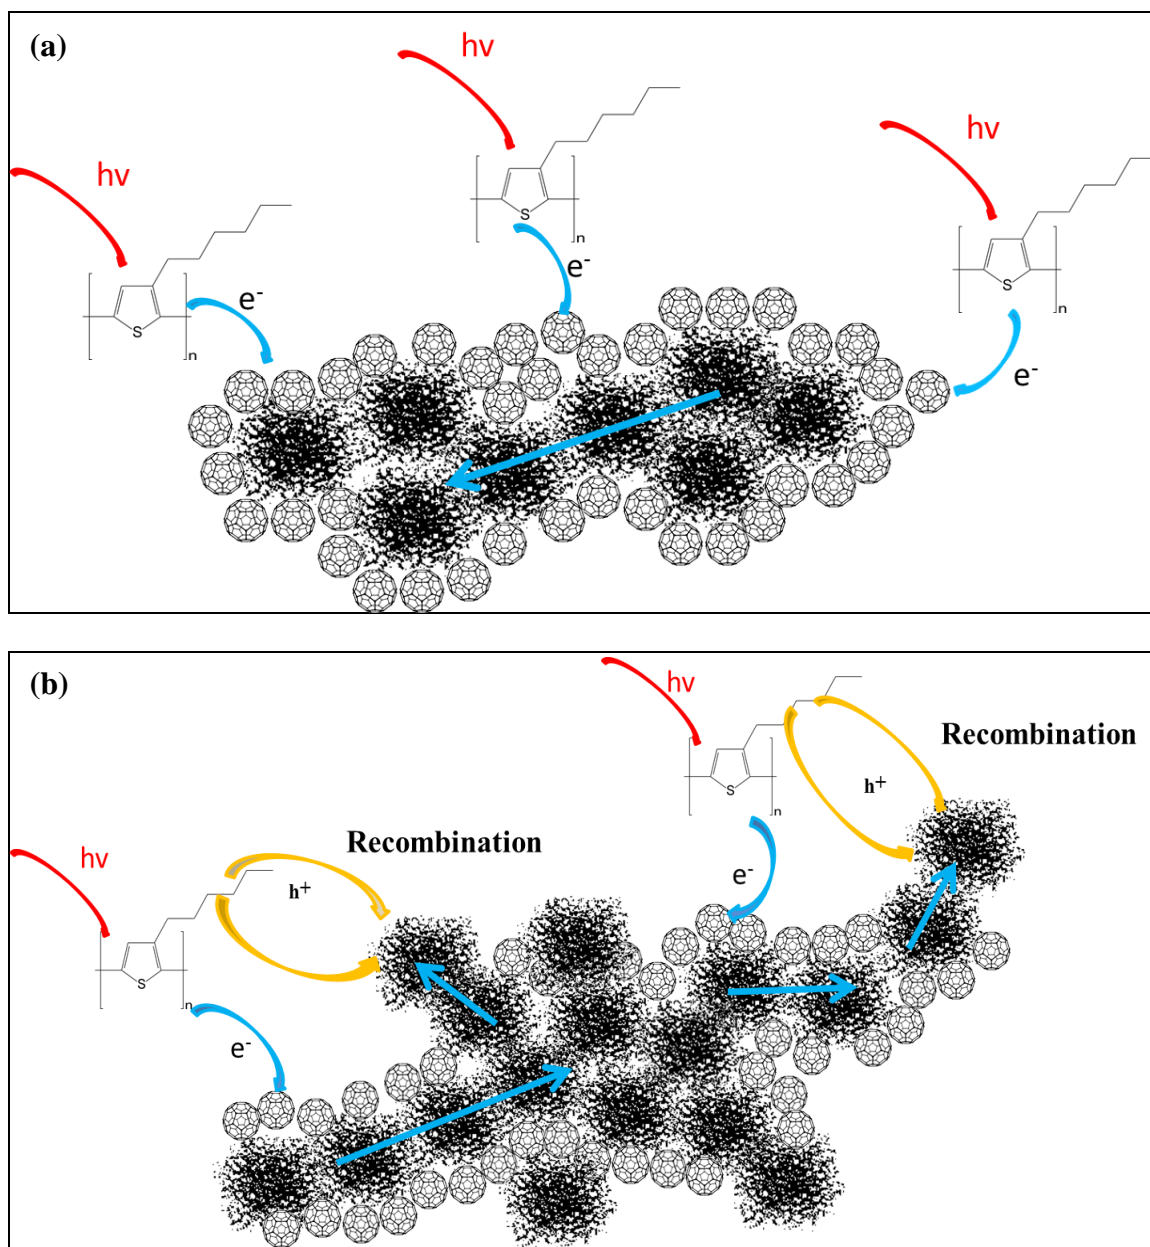 (a)
hv
hv
hv
S
n
e-
S
n
e-
S
n
e-
(b)
hv
Recombination
S
n
h+
e-
Recombination
hv
h+
S
n
e-